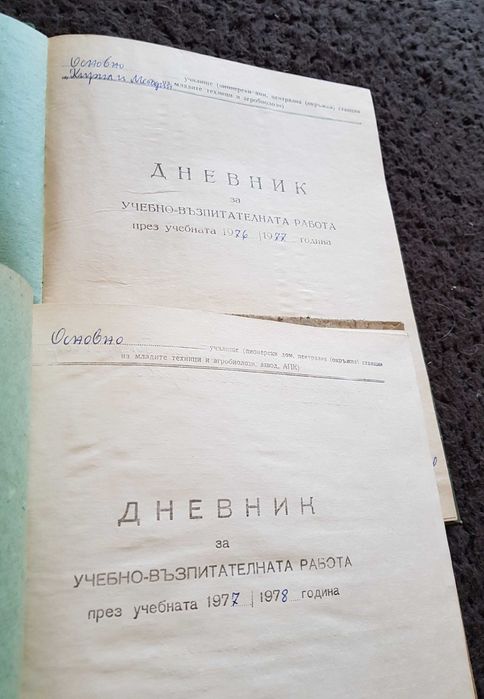 Основно училище (пионерски дом, централна (окръжна) станция
„Кирил и Методий на младите техници и агробиолози)
ДНЕВНИК
за
УЧЕБНО-ВЪЗПИТАТЕЛНАТА РАБОТА
през учебната 1976 | 1977 година
Основно училище (пионерски дом, централна (окръжна) станция
на младите техници и агробиолози, завод, АПК)
ДНЕВНИК
за
УЧЕБНО-ВЪЗПИТАТЕЛНАТА РАБОТА
през учебната 1977 | 1978 година